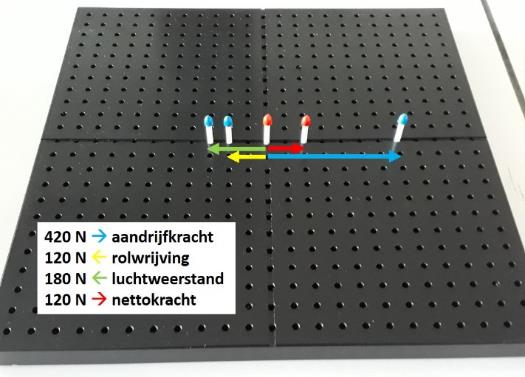 420 N → aandrijfkracht
120 N ← rolwrijving
180 N ← luchtweerstand
120 N → nettokracht